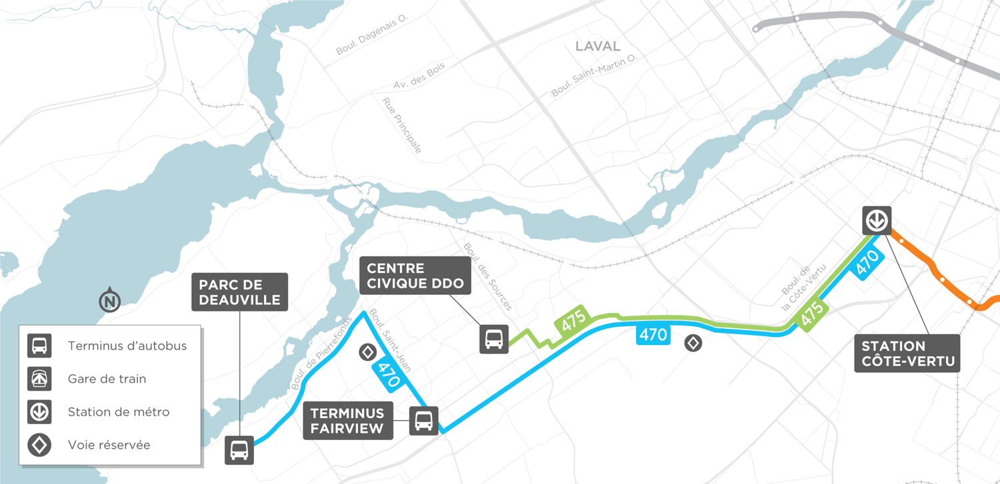 Boul. Dagenais O.
LAVAL
Boul. Saint-Martin O.
Av. des Bois
Rue Principale
Boul. des Sources
CENTRE
CIVIQUE DDO
PARC DE
DEAUVILLE
Boul. de
la Côte-Vertu
470
475
475
470
N
Boul. Saint-Jean
Boul. de Pierrefonds
470
STATION
CÔTE-VERTU
TERMINUS
FAIRVIEW
Terminus d’autobus
Gare de train
Station de métro
Voie réservée